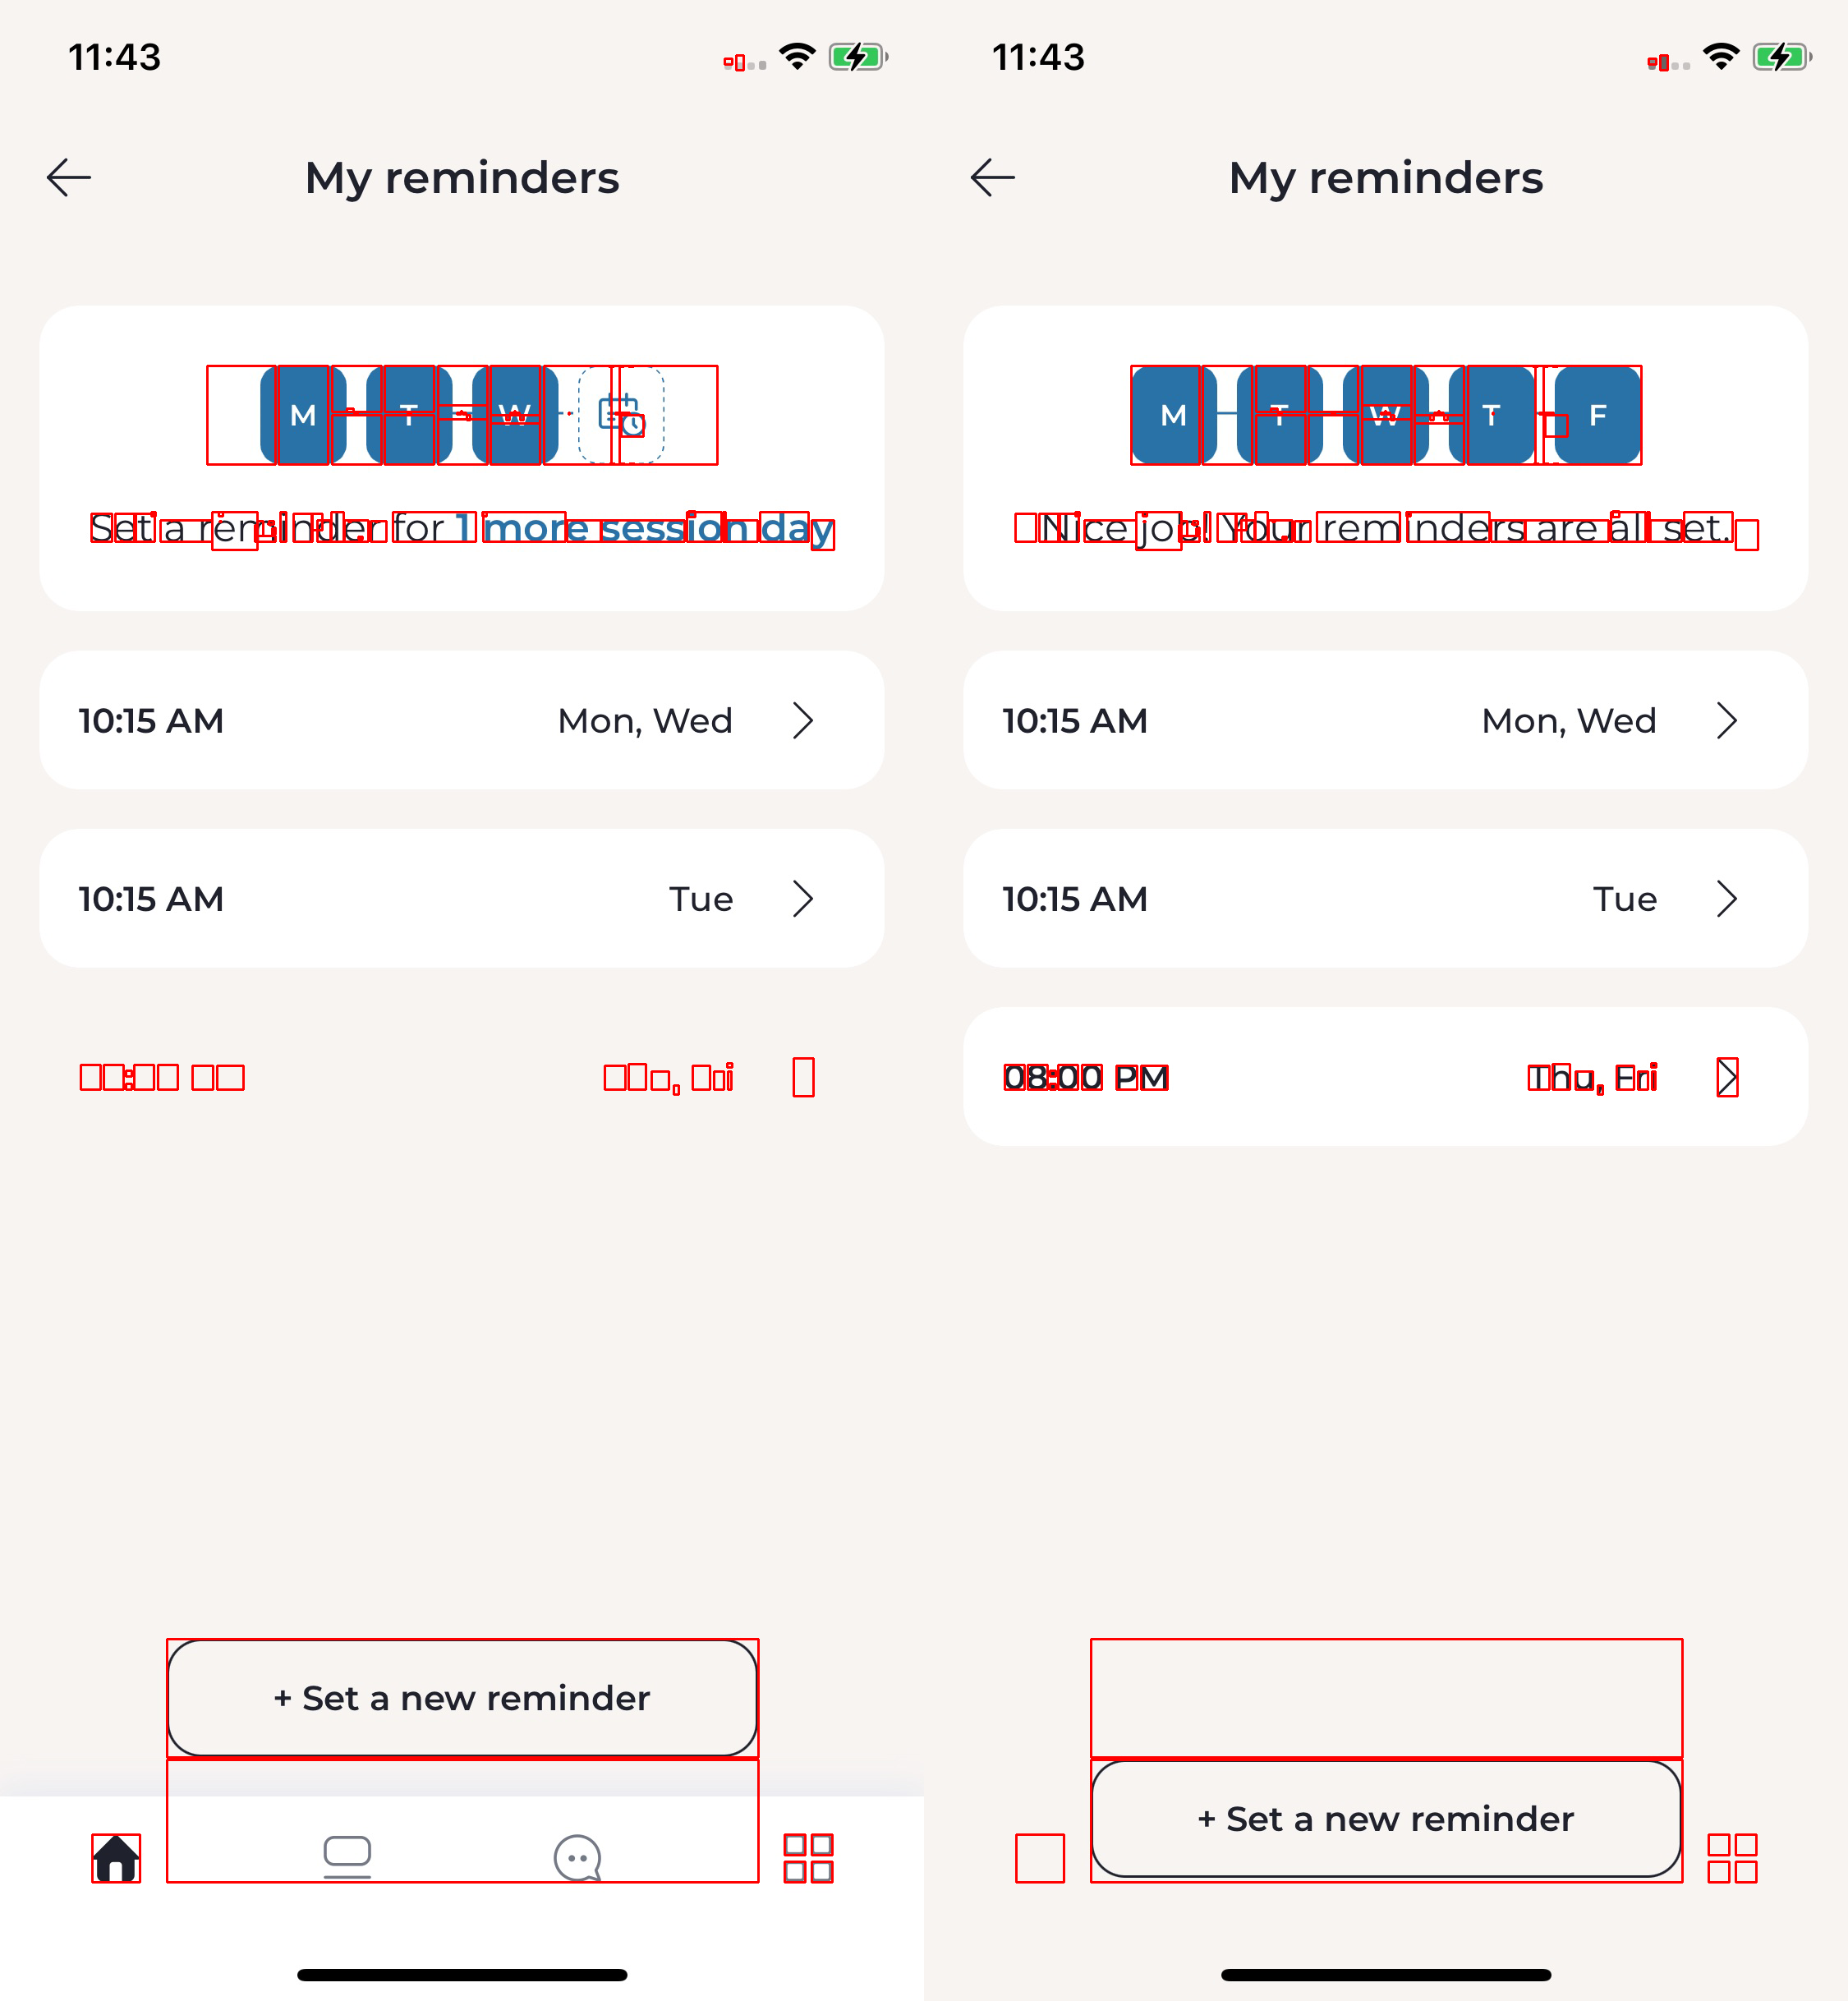 11:43
My reminders
M T W
Set a reminder for 1 more session day
10:15 AM Mon, Wed
10:15 AM Tue
+ Set a new reminder
11:43
My reminders
M T W T F
Nice job! Your reminders are all set.
10:15 AM Mon, Wed
10:15 AM Tue
08:00 PM Thu, Fri
+ Set a new reminder